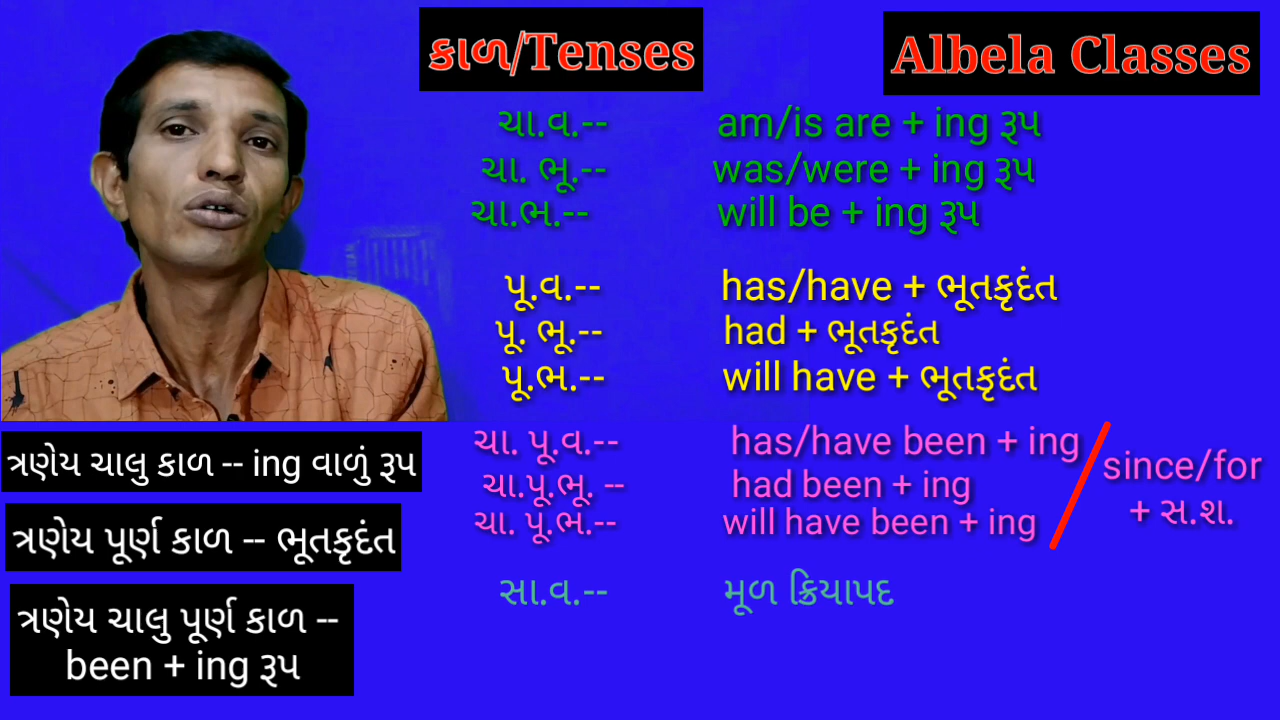 કાળ/Tenses
Albela Classes
ચા.વ.-- am/is are + ing રૂપ
ચા. ભૂ.-- was/were + ing રૂપ
ચા.ભ.-- will be + ing રૂપ
પૂ.વ.-- has/have + ભૂતકૃદંત
પૂ. ભૂ.-- had + ભૂતકૃદંત
પૂ.ભ.-- will have + ભૂતકૃદંત
ચા. પૂ.વ.-- has/have been + ing
ચા.પૂ.ભૂ. -- had been + ing
ચા. પૂ.ભ.-- will have been + ing
since/for
+ સ.શ.
સા.વ.-- મૂળ ક્રિયાપદ
ત્રણેય ચાલુ કાળ -- ing વાળું રૂપ
ત્રણેય પૂર્ણ કાળ -- ભૂતકૃદંત
ત્રણેય ચાલુ પૂર્ણ કાળ --
been + ing રૂપ